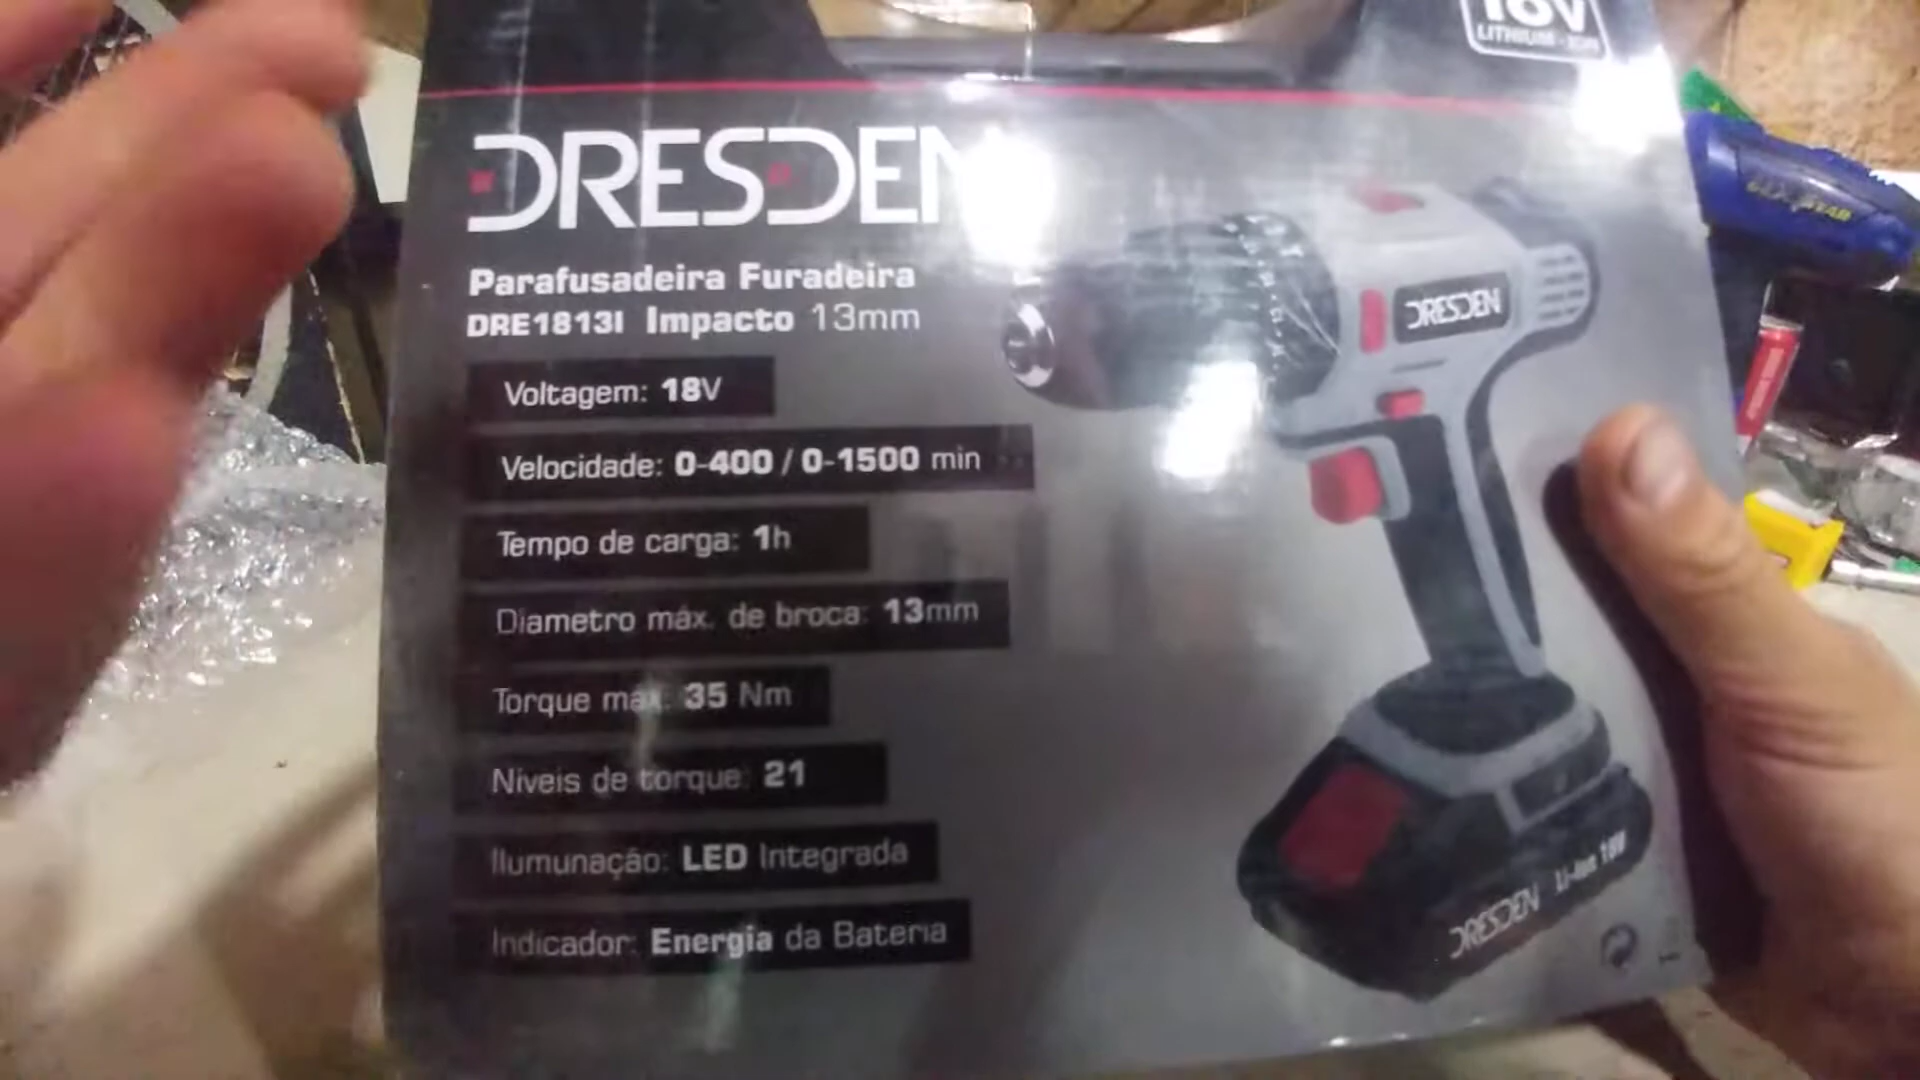 18V
LITHIUM - ION
DRESDEN
Parafusadeira Furadeira
DRE1813I Impacto 13mm
DRESDEN
Voltagem: 18V
Velocidade: 0-400 / 0-1500 min
Tempo de carga: 1h
Diametro máx. de broca: 13mm
Torque máx: 35 Nm
Níveis de torque: 21
Ilumunação: LED Integrada
Indicador: Energia da Bateria
DRESDEN Li-ion 18V